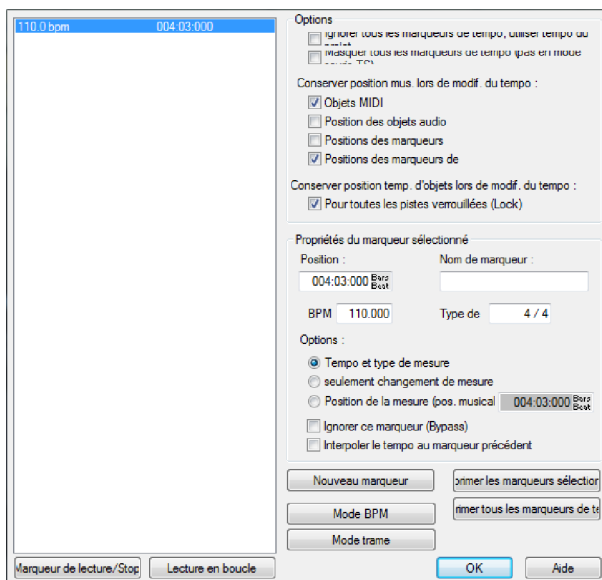 110.0 bpm 004:03:000
Options
Ignorer tous les marqueurs de tempo, utiliser tempo du
Masquer tous les marqueurs de tempo (pas en mode
Conserver position mus. lors de modif. du tempo :
Objets MIDI
Position des objets audio
Positions des marqueurs
Positions des marqueurs de
Conserver position temp. d'objets lors de modif. du tempo :
Pour toutes les pistes verrouillées (Lock)
Propriétés du marqueur sélectionné
Position : Nom de marqueur :
004:03:000 Bars Beat
BPM 110.000 Type de 4 / 4
Options :
Tempo et type de mesure
seulement changement de mesure
Position de la mesure (pos. musical 004:03:000 Bars Beat
Ignorer ce marqueur (Bypass)
Interpoler le tempo au marqueur précédent
Nouveau marqueur primer les marqueurs sélection
Mode BPM rimer tous les marqueurs de te
Mode trame
Marqueur de lecture/Stop Lecture en boucle OK Aide